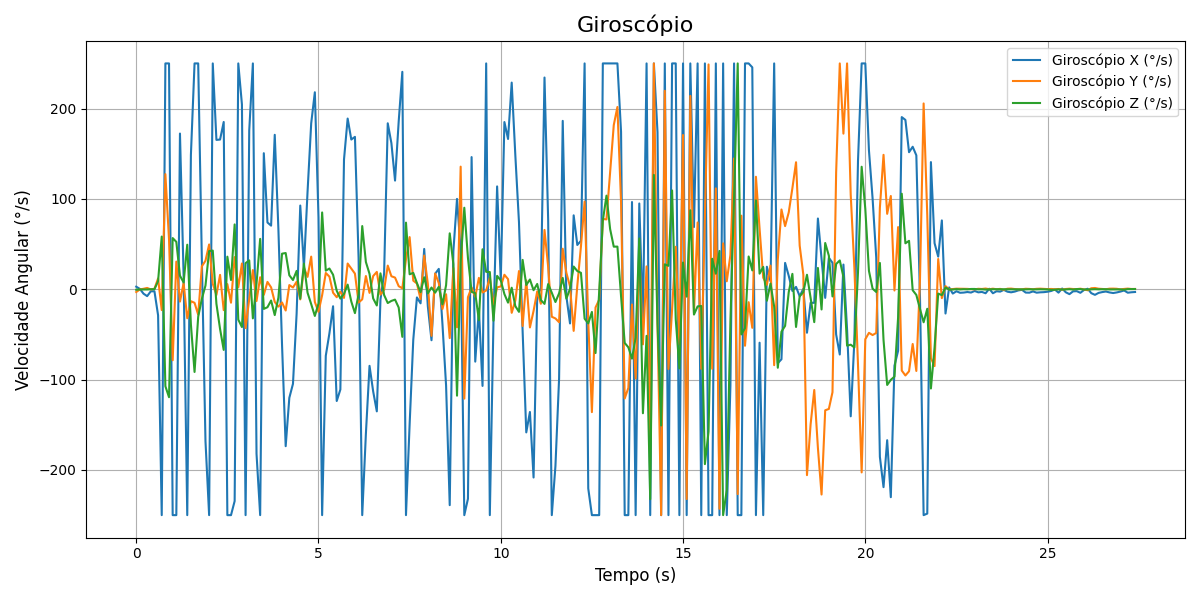 Giroscópio
Giroscópio X (°/s)
Giroscópio Y (°/s)
Giroscópio Z (°/s)
Velocidade Angular (°/s)
200
100
0
−100
−200
0 5 10 15 20 25
Tempo (s)